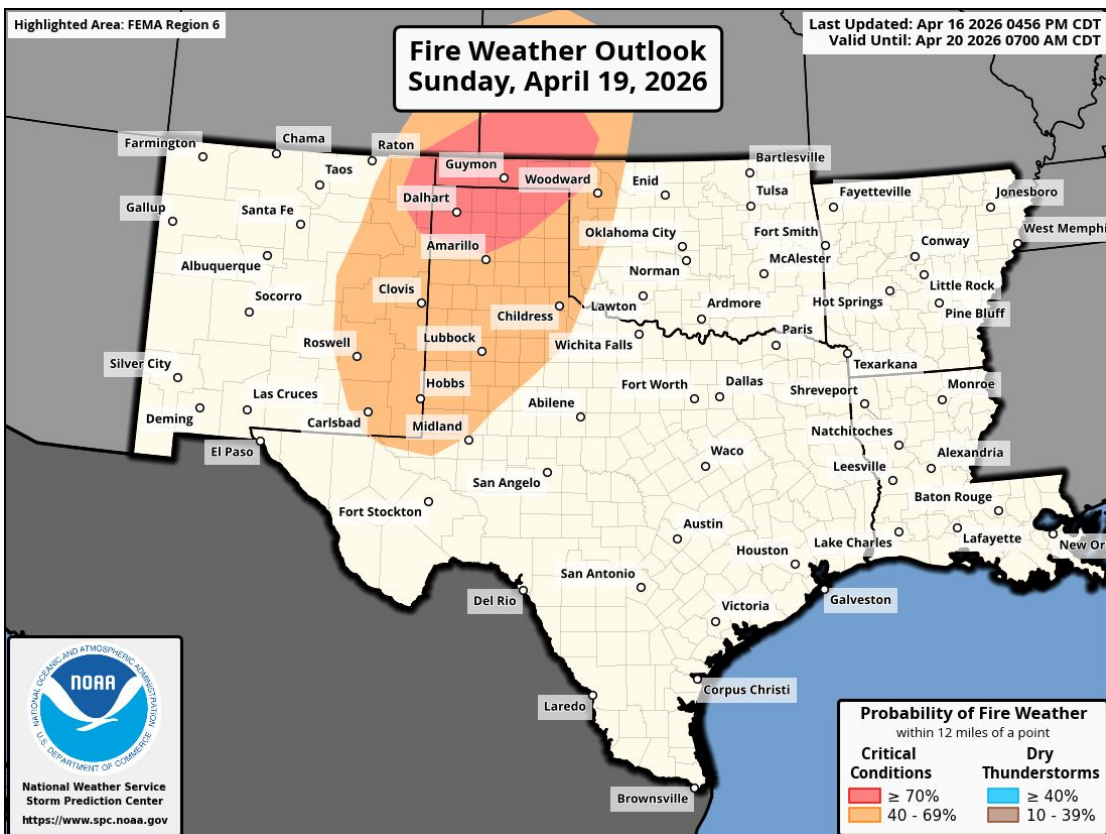 Highlighted Area: FEMA Region 6
Fire Weather Outlook
Sunday, April 19, 2026
Last Updated: Apr 16 2026 0456 PM CDT
Valid Until: Apr 20 2026 0700 AM CDT
Farmington
Chama
Raton
Taos
Guymon
Woodward
Enid
Bartlesville
Tulsa
Fayetteville
Jonesboro
Gallup
Santa Fe
Dalhart
Albuquerque
Amarillo
Oklahoma City
Fort Smith
Conway
West Memphi
Norman
McAlester
Little Rock
Socorro
Clovis
Childress
Lawton
Ardmore
Hot Springs
Pine Bluff
Roswell
Lubbock
Wichita Falls
Paris
Texarkana
Silver City
Las Cruces
Hobbs
Fort Worth
Dallas
Shreveport
Monroe
Deming
Carlsbad
Midland
Abilene
Natchitoches
El Paso
Waco
Leesville
Alexandria
San Angelo
Fort Stockton
Baton Rouge
Austin
Lake Charles
Lafayette
New Or
Houston
San Antonio
Del Rio
Galveston
Victoria
Laredo
Corpus Christi
Brownsville
NATIONAL OCEANIC AND ATMOSPHERIC ADMINISTRATION
NOAA
U.S. DEPARTMENT OF COMMERCE
National Weather Service
Storm Prediction Center
https://www.spc.noaa.gov
Probability of Fire Weather
within 12 miles of a point
Critical Conditions
≥ 70%
40 - 69%
Dry Thunderstorms
≥ 40%
10 - 39%